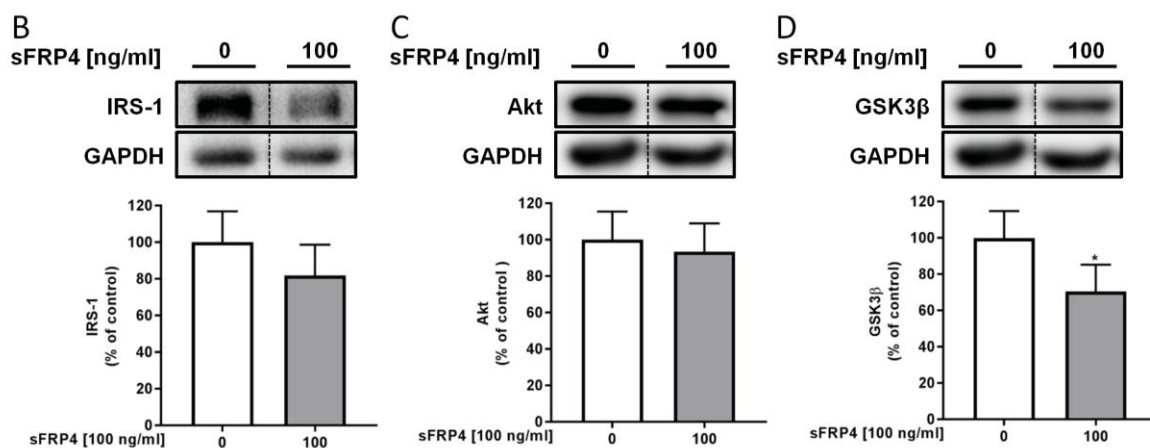 B
sFRP4 [ng/ml] 0 100
IRS-1
GAPDH
120
100
80
60
40
20
0
IRS-1
(% of control)
0 100
sFRP4 [100 ng/ml]
C
sFRP4 [ng/ml] 0 100
Akt
GAPDH
120
100
80
60
40
20
0
Akt
(% of control )
0 100
sFRP4 [100 ng/ml]
D
sFRP4 [ng/ml] 0 100
GSK3β
GAPDH
120
100
80
60
40
20
0
*
GSK3β
(% of control)
0 100
sFRP4 [100 ng/ml]